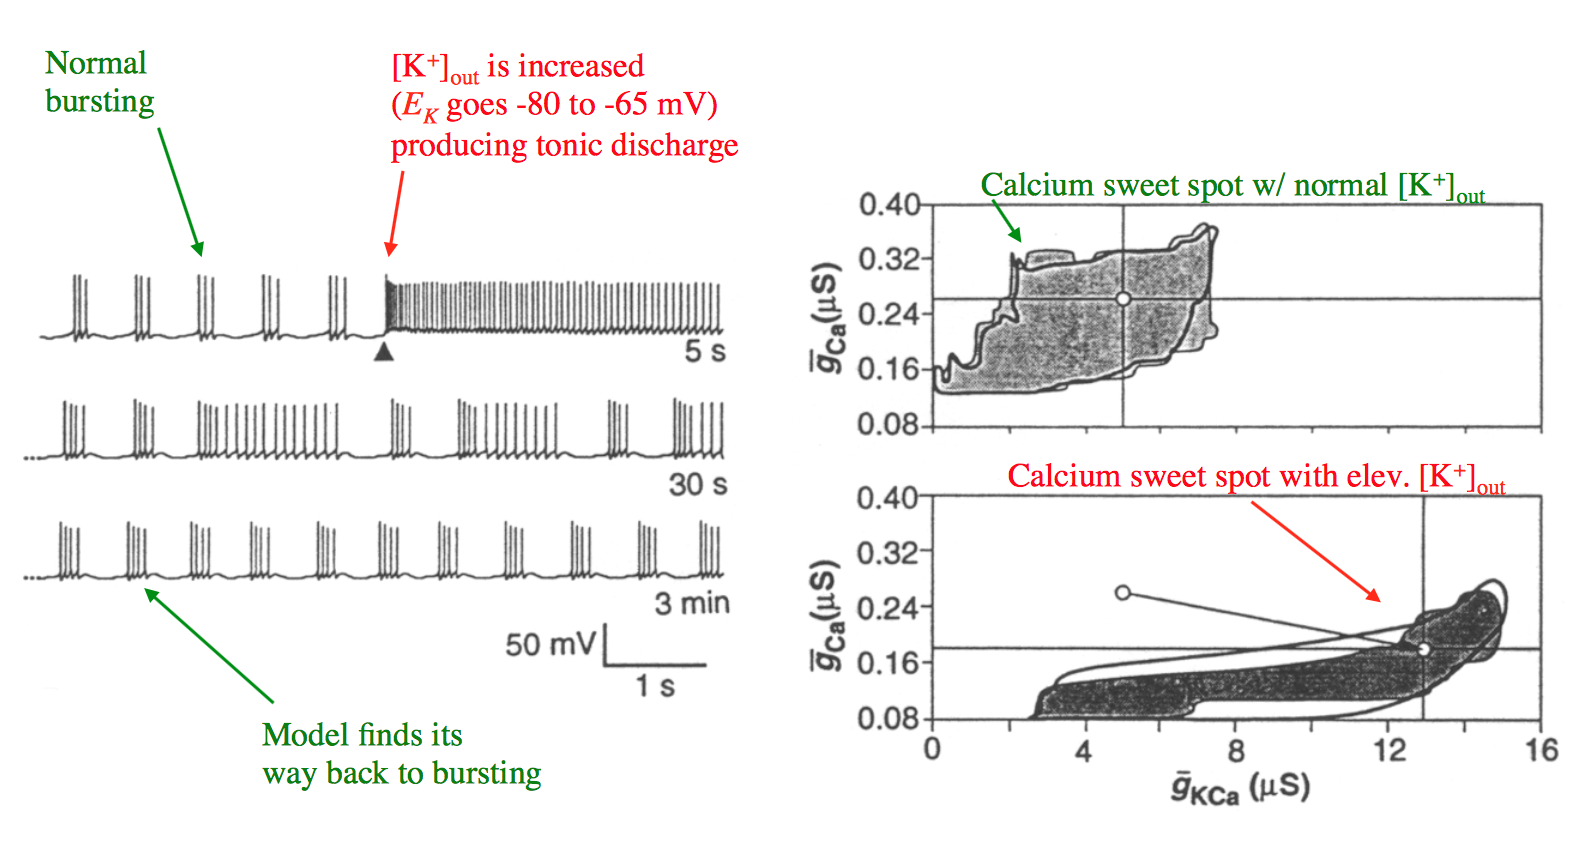 Normal
bursting
[K⁺]out is increased
(EK goes -80 to -65 mV)
producing tonic discharge
5 s
30 s
3 min
50 mV
1 s
Model finds its
way back to bursting
Calcium sweet spot w/ normal [K⁺]out
0.40
0.32
0.24
0.16
0.08
g̅Ca(μS)
Calcium sweet spot with elev. [K⁺]out
0.40
0.32
0.24
0.16
0.08
g̅Ca(μS)
0 4 8 12 16
g̅KCa (μS)